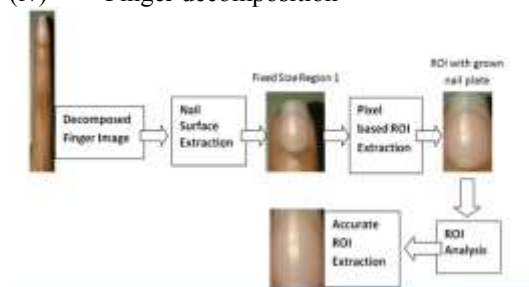 (iv) Finger decomposition
Fixed Size Region 1
ROI with grown
nail plate
Decomposed
Finger Image
Nail
Surface
Extraction
Pixel
based ROI
Extraction
Accurate
ROI
Extraction
ROI
Analysis